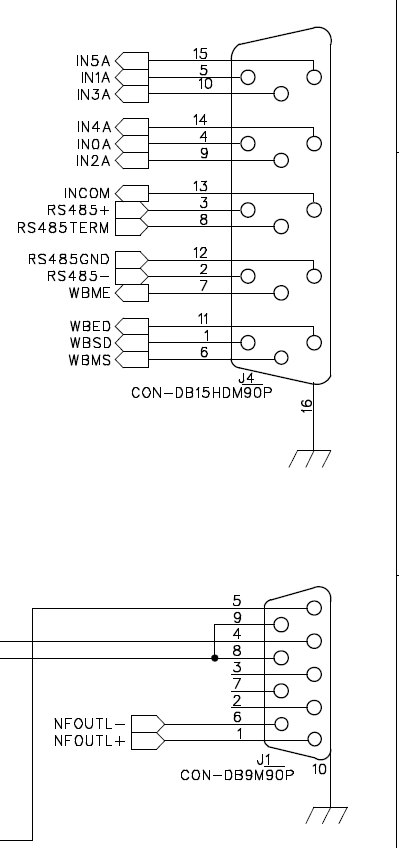 IN5A 15
IN1A 5
IN3A 10
IN4A 14
IN0A 4
IN2A 9
INCOM 13
RS485+ 3
RS485TERM 8
RS485GND 12
RS485- 2
WBME 7
WBED 11
WBSD 1
WBMS 6
J4
CON-DB15HDM90P
16
5
9
4
8
3
7
2
NFOUTL- 6
NFOUTL+ 1
J1
CON-DB9M90P
10